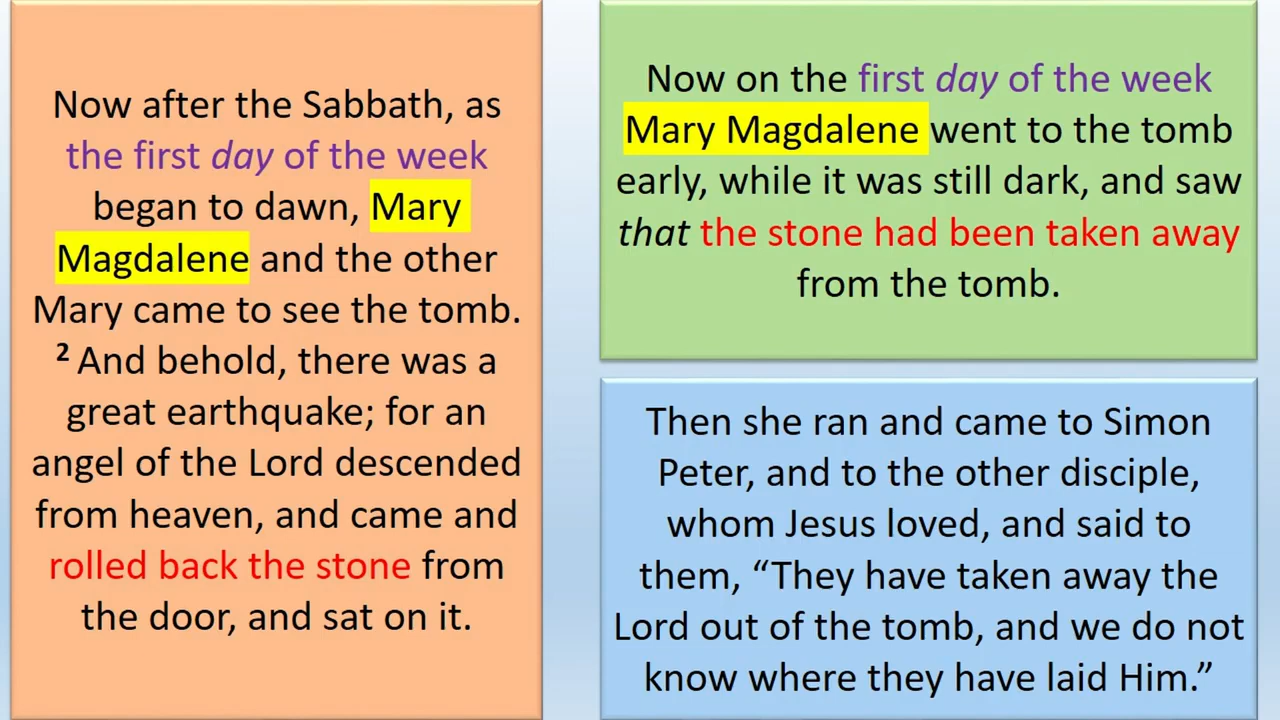 Now after the Sabbath, as
the first day of the week
began to dawn, Mary
Magdalene and the other
Mary came to see the tomb.
2 And behold, there was a
great earthquake; for an
angel of the Lord descended
from heaven, and came and
rolled back the stone from
the door, and sat on it.
Now on the first day of the week
Mary Magdalene went to the tomb
early, while it was still dark, and saw
that the stone had been taken away
from the tomb.
Then she ran and came to Simon
Peter, and to the other disciple,
whom Jesus loved, and said to
them, “They have taken away the
Lord out of the tomb, and we do not
know where they have laid Him.”